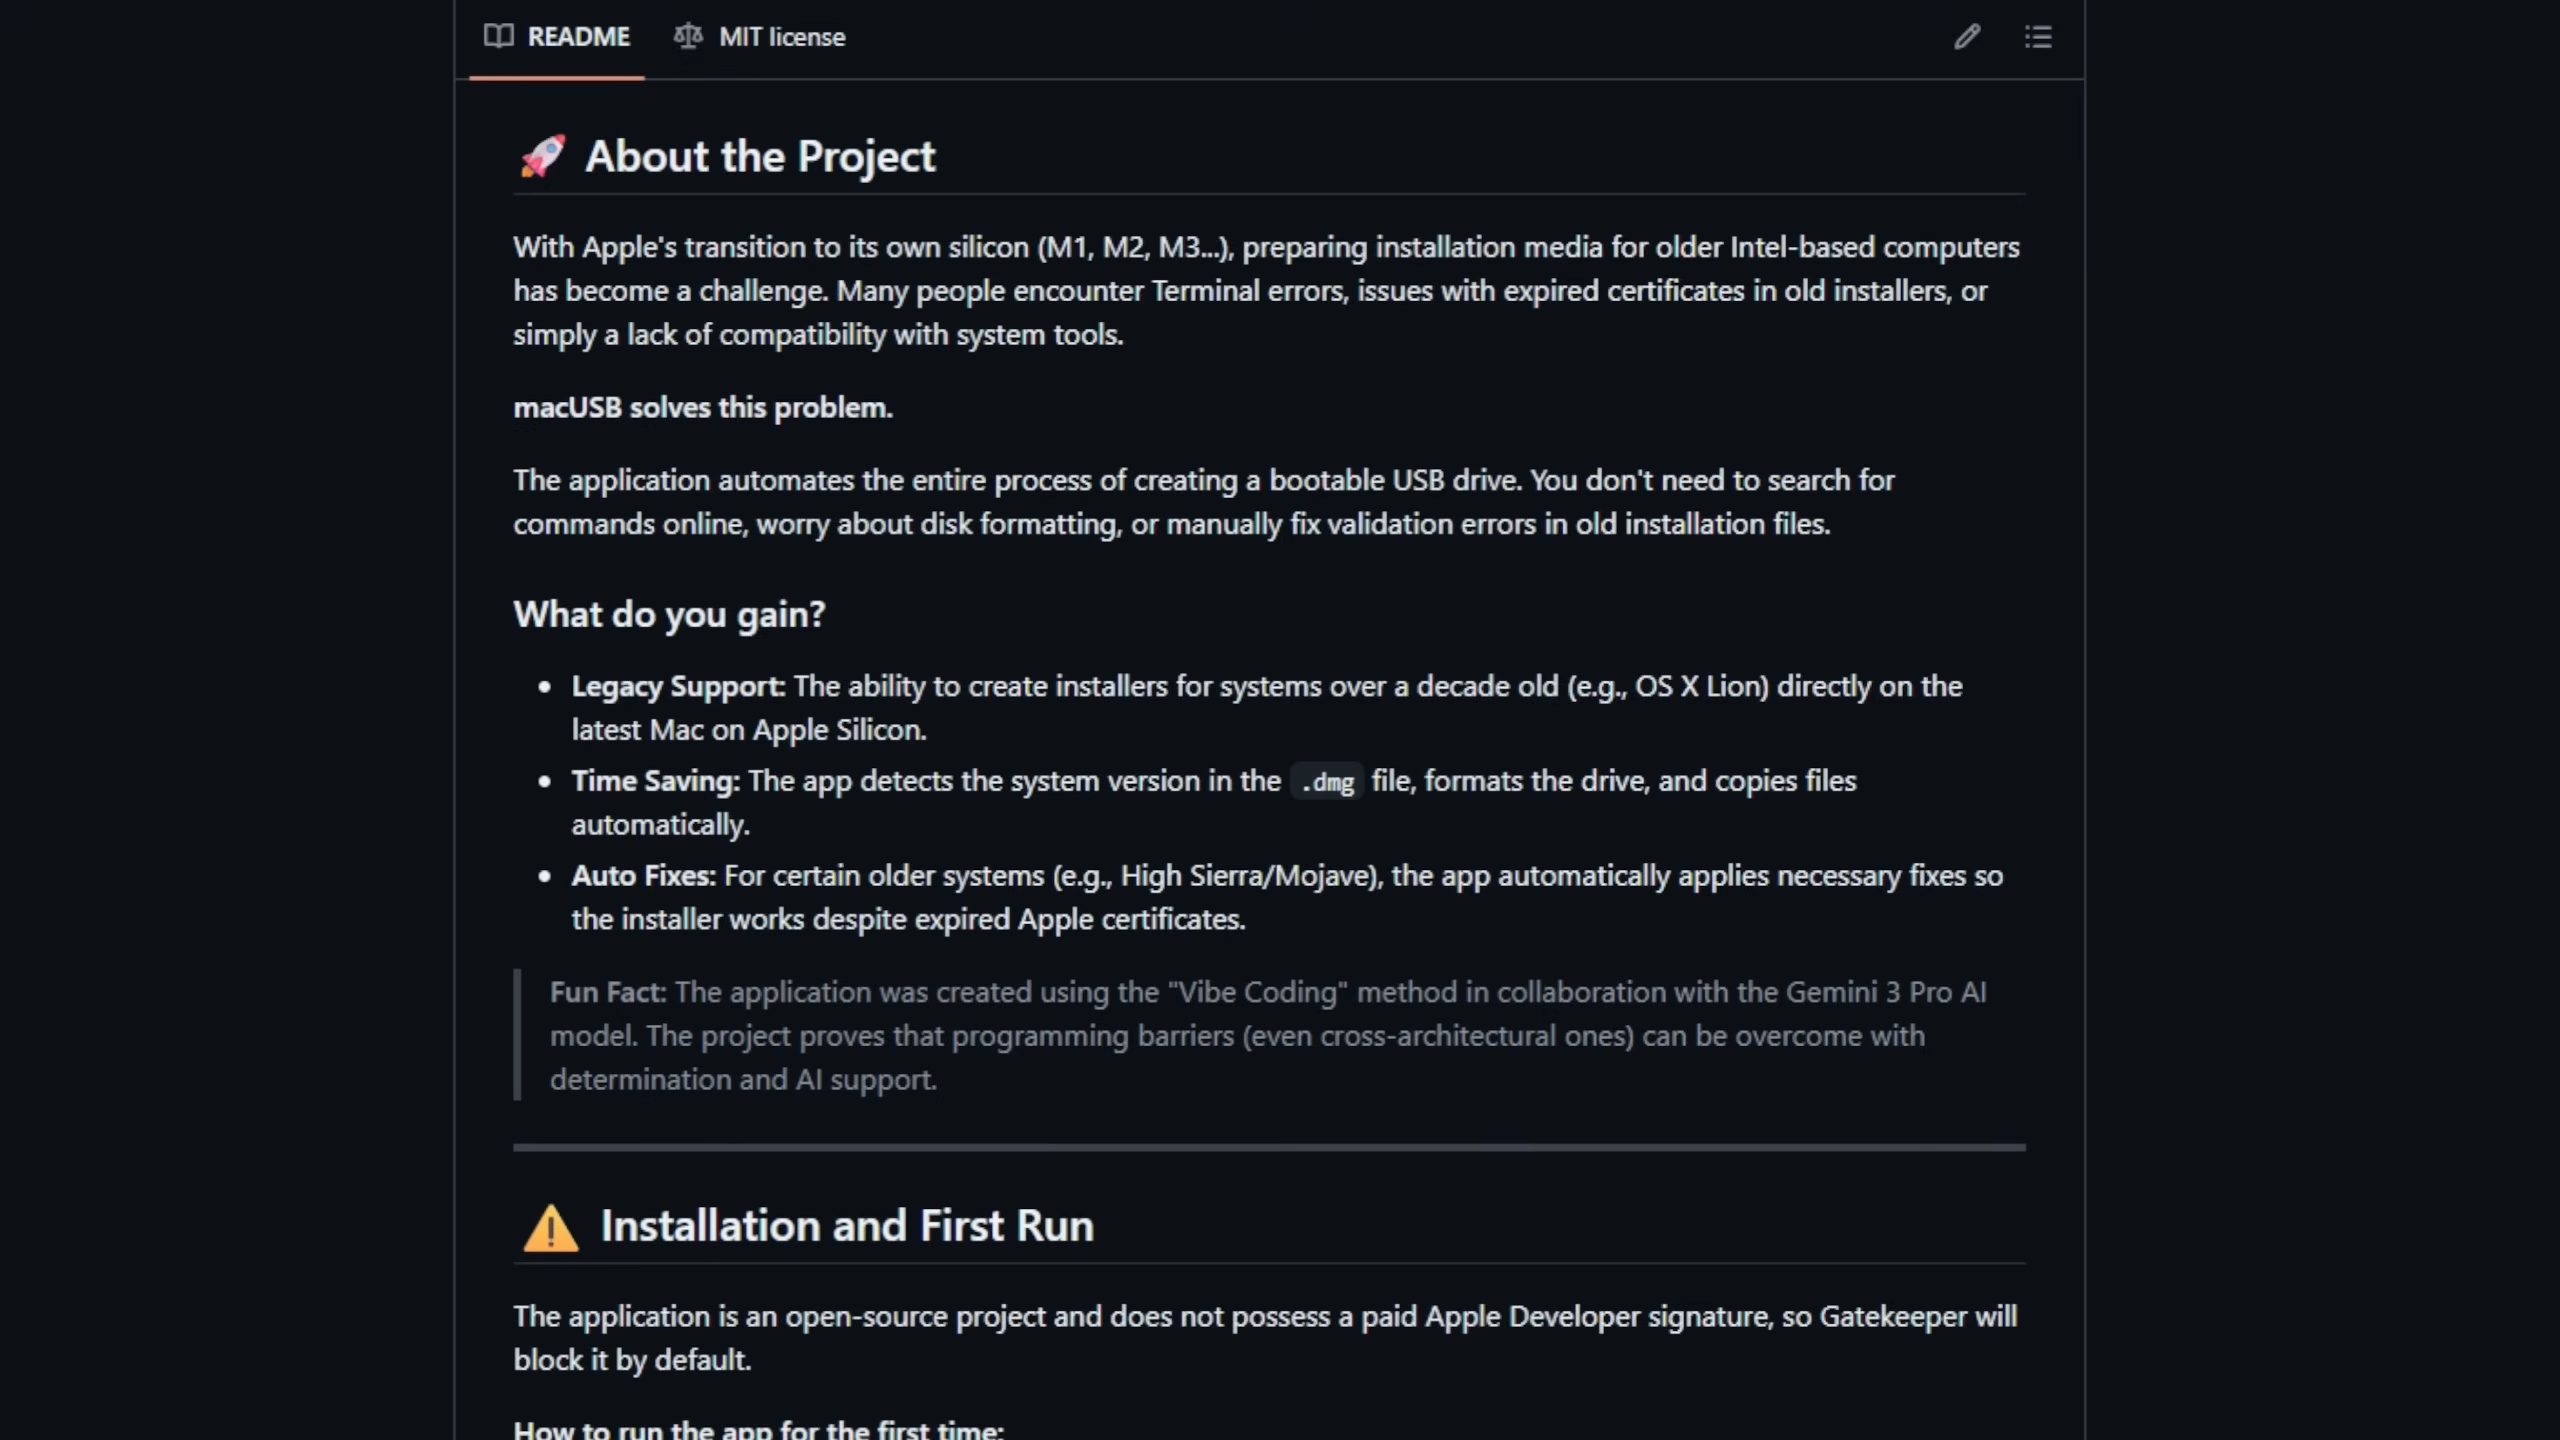 README MIT license
🚀 About the Project
With Apple's transition to its own silicon (M1, M2, M3...), preparing installation media for older Intel-based computers
has become a challenge. Many people encounter Terminal errors, issues with expired certificates in old installers, or
simply a lack of compatibility with system tools.
macUSB solves this problem.
The application automates the entire process of creating a bootable USB drive. You don't need to search for
commands online, worry about disk formatting, or manually fix validation errors in old installation files.
What do you gain?
• Legacy Support: The ability to create installers for systems over a decade old (e.g., OS X Lion) directly on the
latest Mac on Apple Silicon.
• Time Saving: The app detects the system version in the .dmg file, formats the drive, and copies files
automatically.
• Auto Fixes: For certain older systems (e.g., High Sierra/Mojave), the app automatically applies necessary fixes so
the installer works despite expired Apple certificates.
Fun Fact: The application was created using the "Vibe Coding" method in collaboration with the Gemini 3 Pro AI
model. The project proves that programming barriers (even cross-architectural ones) can be overcome with
determination and AI support.
⚠️ Installation and First Run
The application is an open-source project and does not possess a paid Apple Developer signature, so Gatekeeper will
block it by default.
How to run the app for the first time: